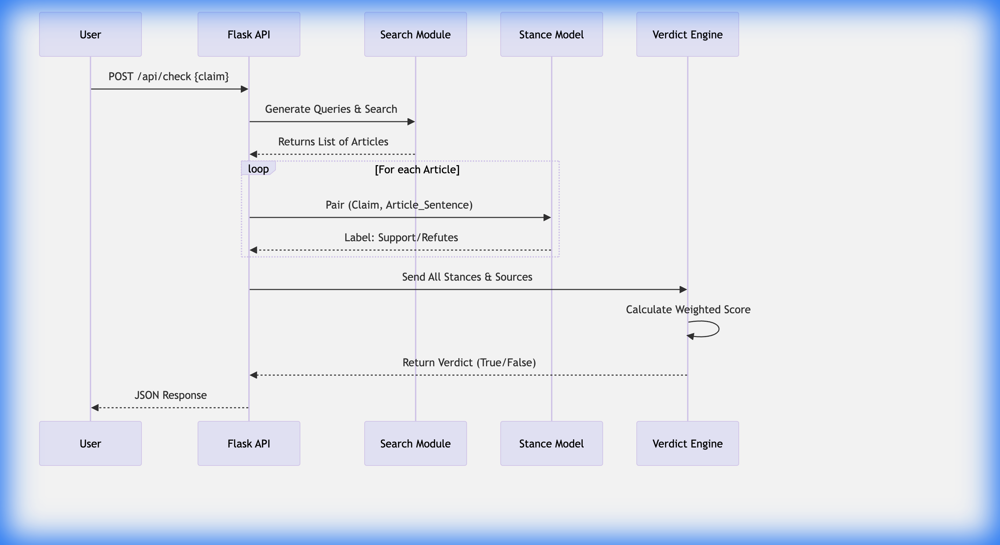 User
Flask API
Search Module
Stance Model
Verdict Engine
POST /api/check {claim}
Generate Queries & Search
Returns List of Articles
loop
[For each Article]
Pair (Claim, Article_Sentence)
Label: Support/Refutes
Send All Stances & Sources
Calculate Weighted Score
Return Verdict (True/False)
JSON Response
User
Flask API
Search Module
Stance Model
Verdict Engine